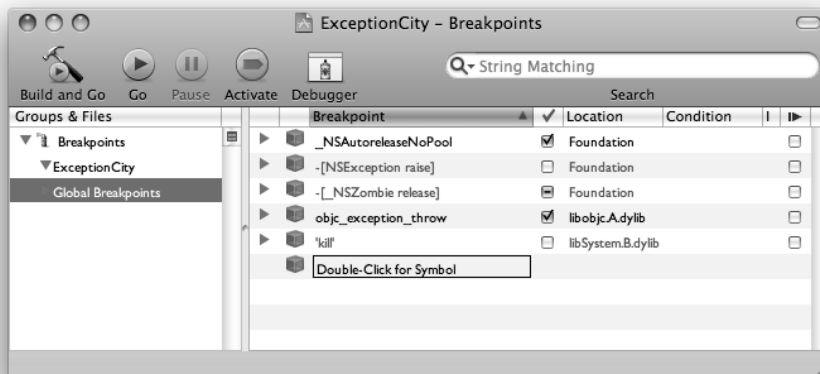 ExceptionCity – Breakpoints
String Matching
Build and Go Go Pause Activate Debugger Search
Groups & Files Breakpoint Location Condition I
Breakpoints _NSAutoreleaseNoPool Foundation
ExceptionCity -[NSException raise] Foundation
Global Breakpoints -[_NSZombie release] Foundation
objc_exception_throw libobjc.A.dylib
'kill' libSystem.B.dylib
Double-Click for Symbol